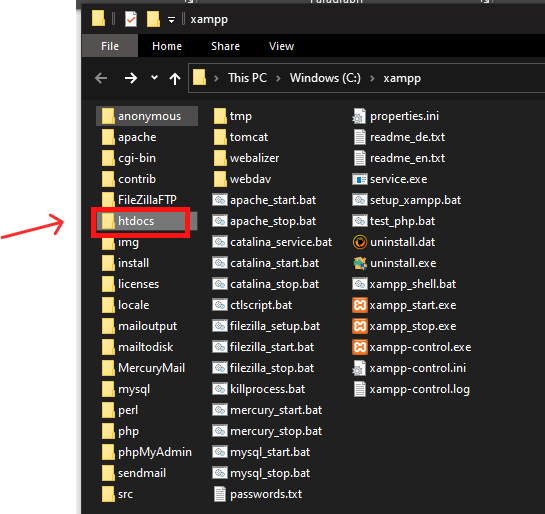 xampp
File Home Share View
This PC Windows (C:) xampp
anonymous
apache
cgi-bin
contrib
FileZillaFTP
htdocs
img
install
licenses
locale
mailoutput
mailtodisk
MercuryMail
mysql
perl
php
phpMyAdmin
sendmail
src
tmp
tomcat
webalizer
webdav
apache_start.bat
apache_stop.bat
catalina_service.bat
catalina_start.bat
catalina_stop.bat
ctlscript.bat
filezilla_setup.bat
filezilla_start.bat
filezilla_stop.bat
killprocess.bat
mercury_start.bat
mercury_stop.bat
mysql_start.bat
mysql_stop.bat
passwords.txt
properties.ini
readme_de.txt
readme_en.txt
service.exe
setup_xampp.bat
test_php.bat
uninstall.dat
uninstall.exe
xampp_shell.bat
xampp_start.exe
xampp_stop.exe
xampp-control.exe
xampp-control.ini
xampp-control.log